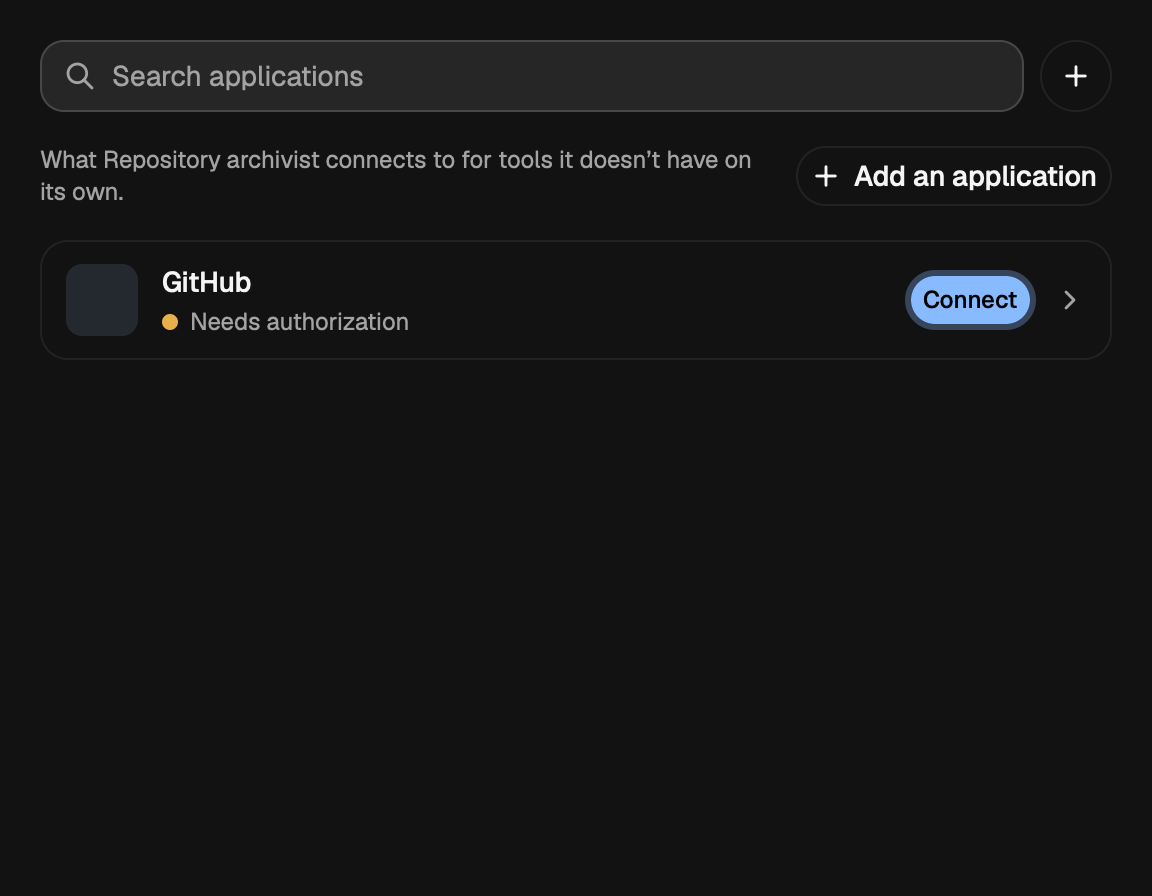 Search applications
What Repository archivist connects to for tools it doesn’t have on
its own.
Add an application
GitHub
Needs authorization
Connect